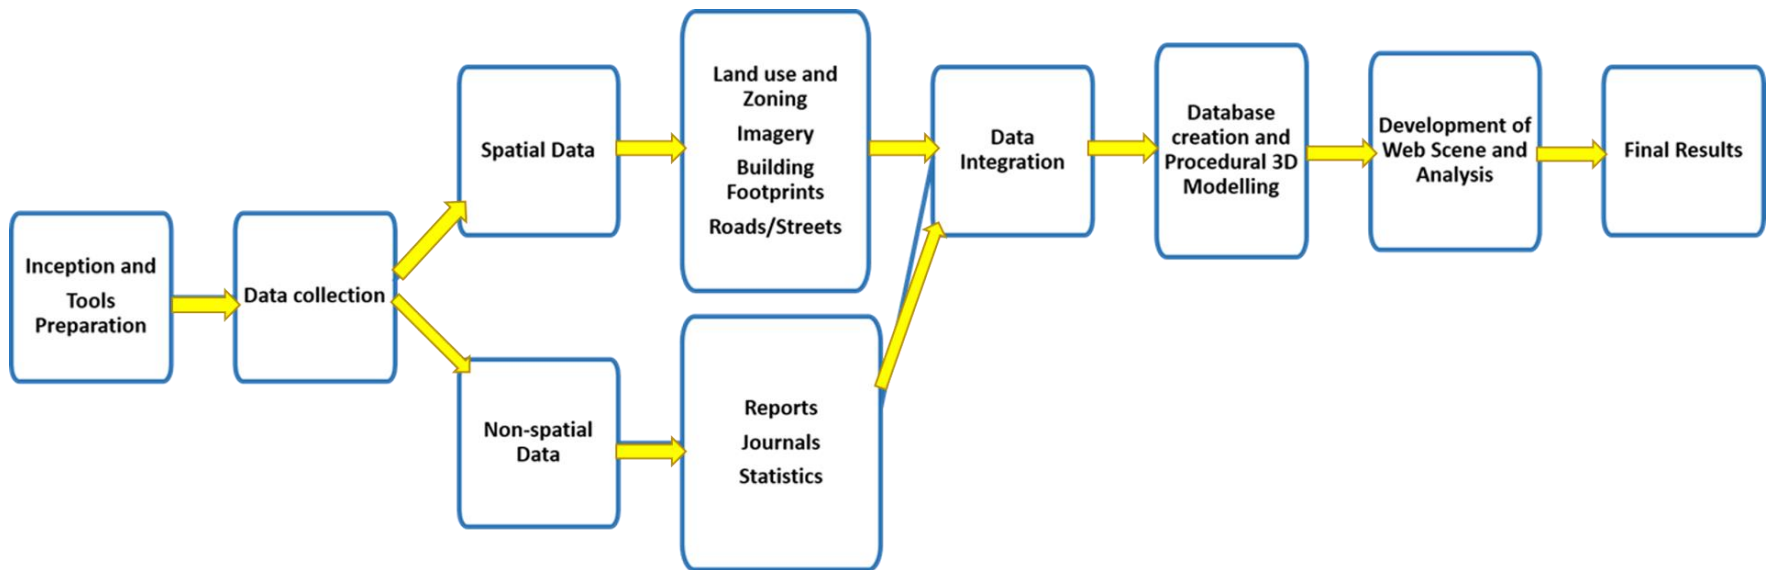 Inception and
Tools
Preparation
Data collection
Spatial Data
Non-spatial
Data
Land use and
Zoning
Imagery
Building
Footprints
Roads/Streets
Reports
Journals
Statistics
Data
Integration
Database
creation and
Procedural 3D
Modelling
Development of
Web Scene and
Analysis
Final Results